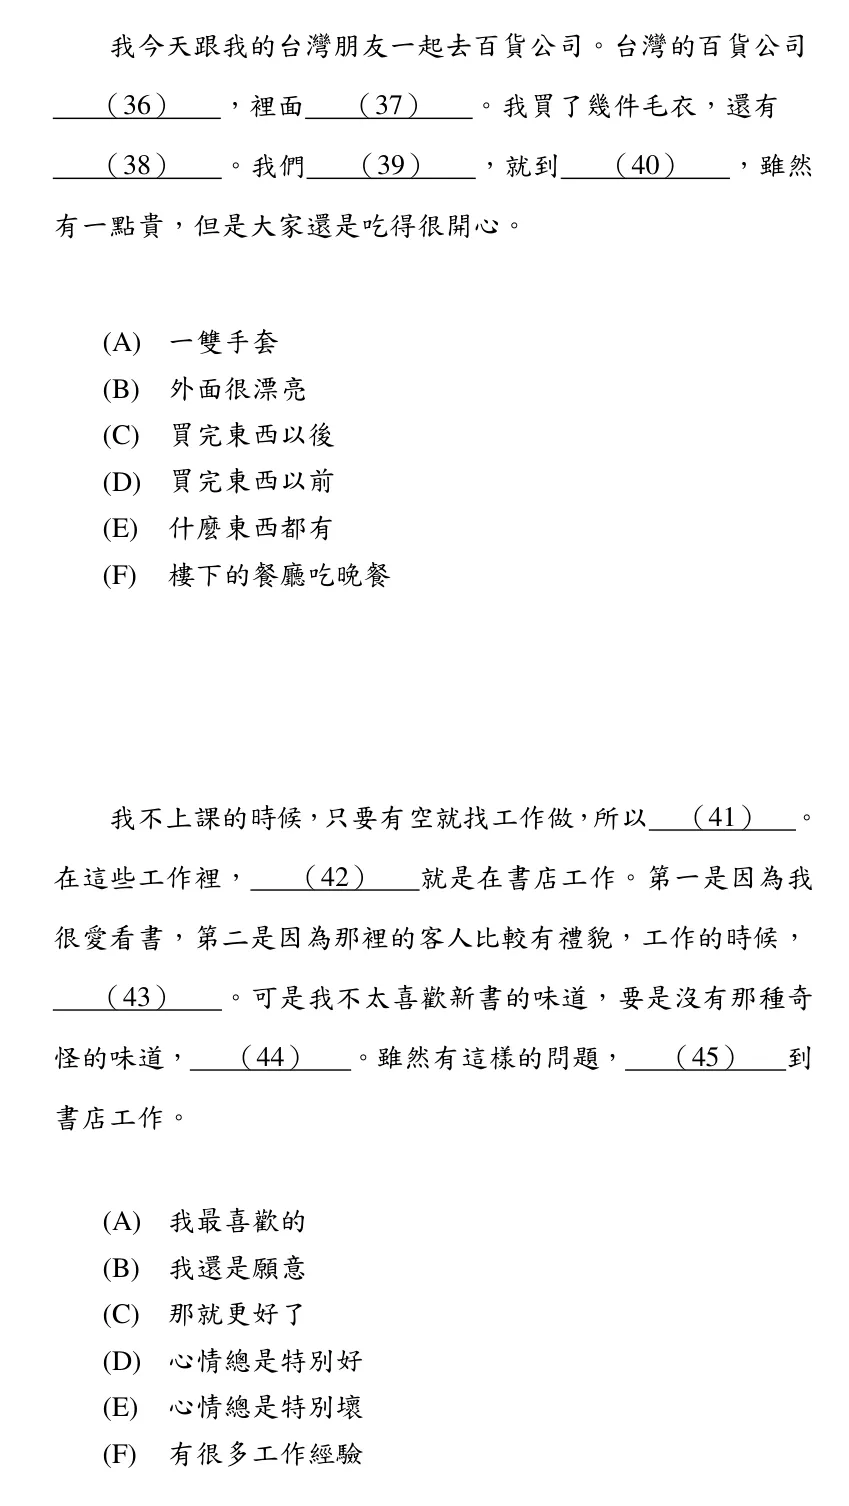 我今天跟我的台灣朋友一起去百貨公司。台灣的百貨公司
（36），裡面（37）。我買了幾件毛衣，還有
（38）。我們（39），就到（40），雖然
有一點貴，但是大家還是吃得很開心。
(A) 一雙手套
(B) 外面很漂亮
(C) 買完東西以後
(D) 買完東西以前
(E) 什麼東西都有
(F) 樓下的餐廳吃晚餐
我不上課的時候，只要有空就找工作做，所以（41）。
在這些工作裡，（42）就是在書店工作。第一是因為我
很愛看書，第二是因為那裡的客人比較有禮貌，工作的時候，
（43）。可是我不太喜歡新書的味道，要是沒有那種奇
怪的味道，（44）。雖然有這樣的問題，（45）到
書店工作。
(A) 我最喜歡的
(B) 我還是願意
(C) 那就更好了
(D) 心情總是特別好
(E) 心情總是特別壞
(F) 有很多工作經驗